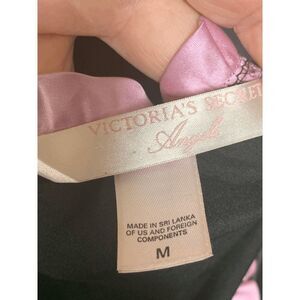 VICTORIA'S SECRET
Angels
MADE IN SRI LANKA
OF US AND FOREIGN
COMPONENTS
M